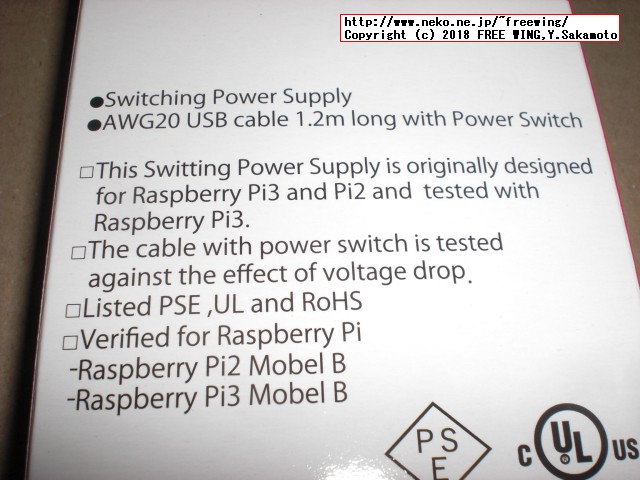 http://www.neko.ne.jp/~freewing/
Copyright (c) 2018 FREE WING,Y.Sakamoto
●Switching Power Supply
●AWG20 USB cable 1.2m long with Power Switch
□This Switting Power Supply is originally designed
for Raspberry Pi3 and Pi2 and tested with
Raspberry Pi3.
□The cable with power switch is tested
against the effect of voltage drop.
□Listed PSE ,UL and RoHS
□Verified for Raspberry Pi
-Raspberry Pi2 Mobel B
-Raspberry Pi3 Mobel B
PS
E
c UL US